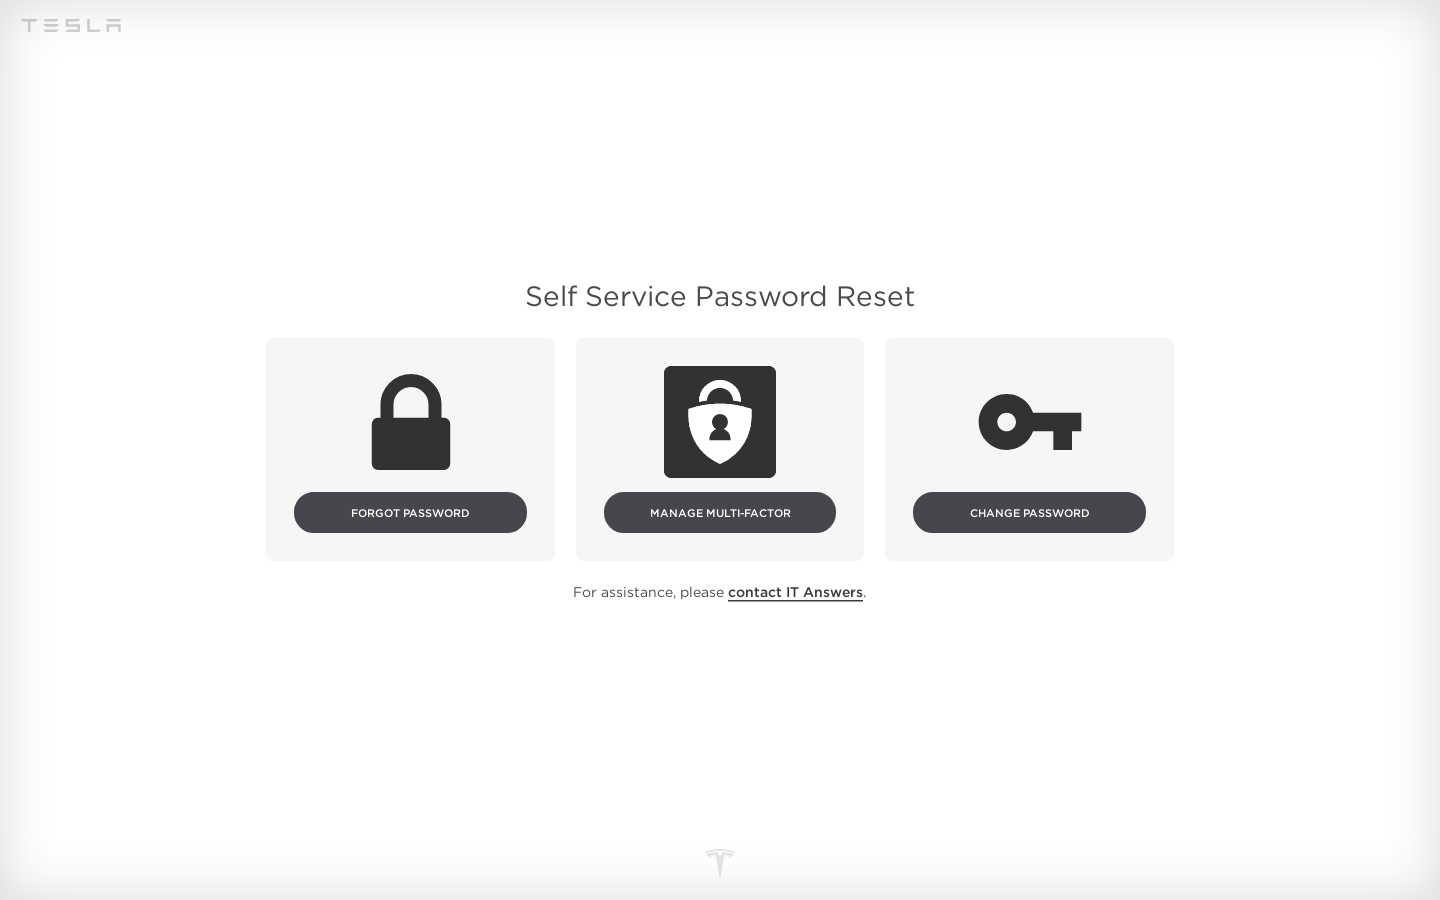 TESLA
Self Service Password Reset
FORGOT PASSWORD
MANAGE MULTI-FACTOR
CHANGE PASSWORD
For assistance, please contact IT Answers.